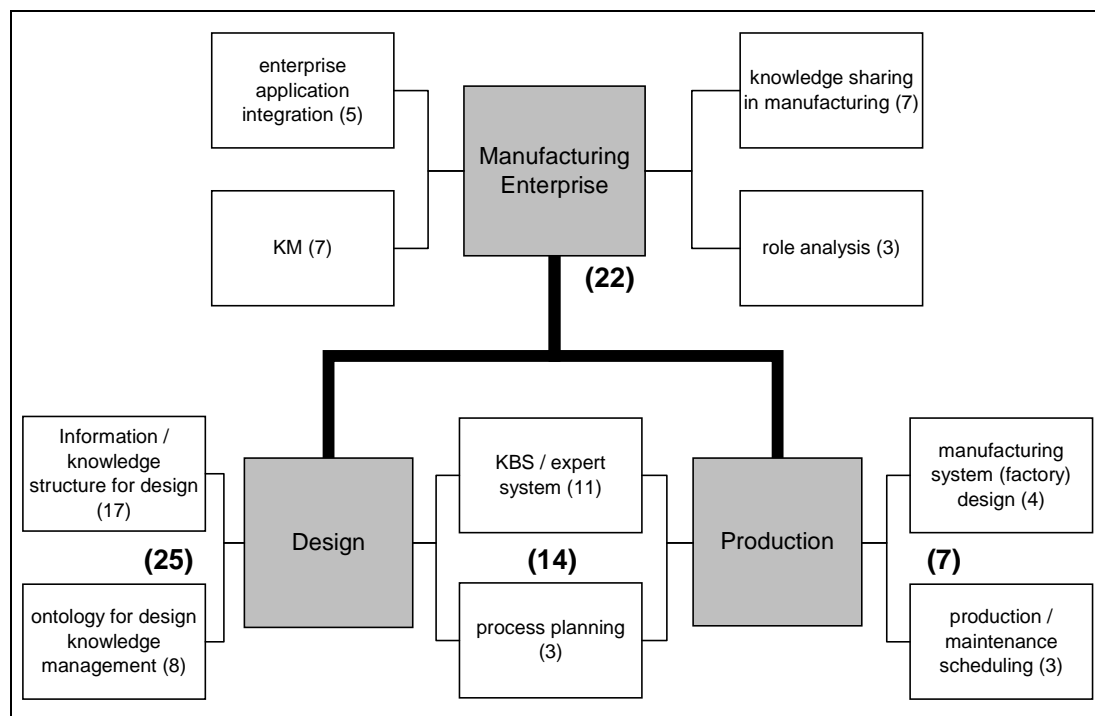 enterprise
application
integration (5)
knowledge sharing
in manufacturing (7)
Manufacturing
Enterprise
KM (7)
role analysis (3)
(22)
Information /
knowledge
structure for design
(17)
KBS / expert
system (11)
manufacturing
system (factory)
design (4)
Design
Production
(25)
(14)
(7)
ontology for design
knowledge
management (8)
process planning
(3)
production /
maintenance
scheduling (3)